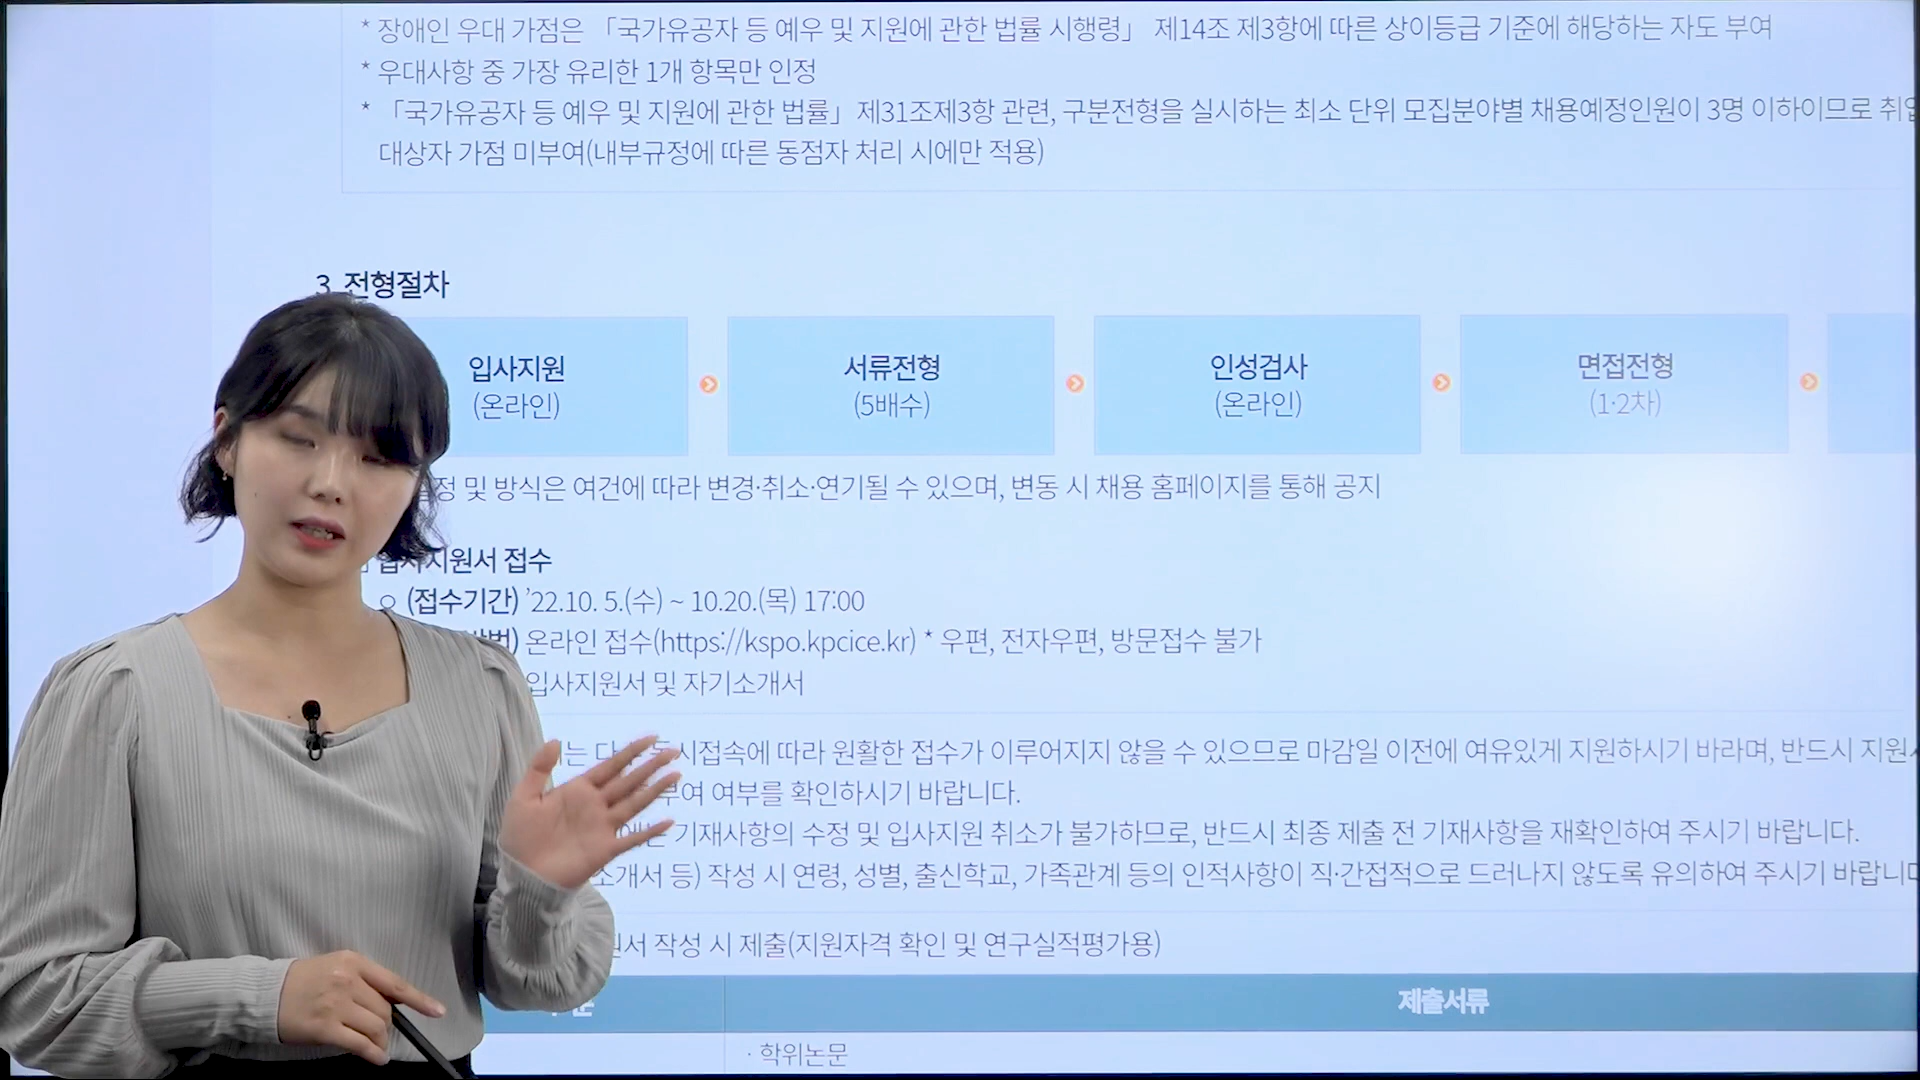 * 장애인 우대 가점은 「국가유공자 등 예우 및 지원에 관한 법률 시행령」 제14조 제3항에 따른 상이등급 기준에 해당하는 자도 부여
* 우대사항 중 가장 유리한 1개 항목만 인정
* 「국가유공자 등 예우 및 지원에 관한 법률」제31조제3항 관련, 구분전형을 실시하는 최소 단위 모집분야별 채용예정인원이 3명 이하이므로
대상자 가점 미부여(내부규정에 따른 동점자 처리 시에만 적용)
3. 전형절차
입사지원
(온라인)
서류전형
(5배수)
인성검사
(온라인)
면접전형
(1·2차)
및 방식은 여건에 따라 변경·취소·연기될 수 있으며, 변동 시 채용 홈페이지를 통해 공지
입사지원서 접수
○ (접수기간) ’22.10. 5.(수) ~ 10.20.(목) 17:00
온라인 접수(https://kspo.kpcice.kr) * 우편, 전자우편, 방문접수 불가
입사지원서 및 자기소개서
따라 원활한 접수가 이루어지지 않을 수 있으므로 마감일 이전에 여유있게 지원하시기 바라며, 반드시
여부를 확인하시기 바랍니다.
기재사항의 수정 및 입사지원 취소가 불가하므로, 반드시 최종 제출 전 기재사항을 재확인하여 주시기 바랍니다.
등) 작성 시 연령, 성별, 출신학교, 가족관계 등의 인적사항이 직·간접적으로 드러나지 않도록 유의하여 주시기
작성 시 제출(지원자격 확인 및 연구실적평가용)
제출서류
· 학위논문